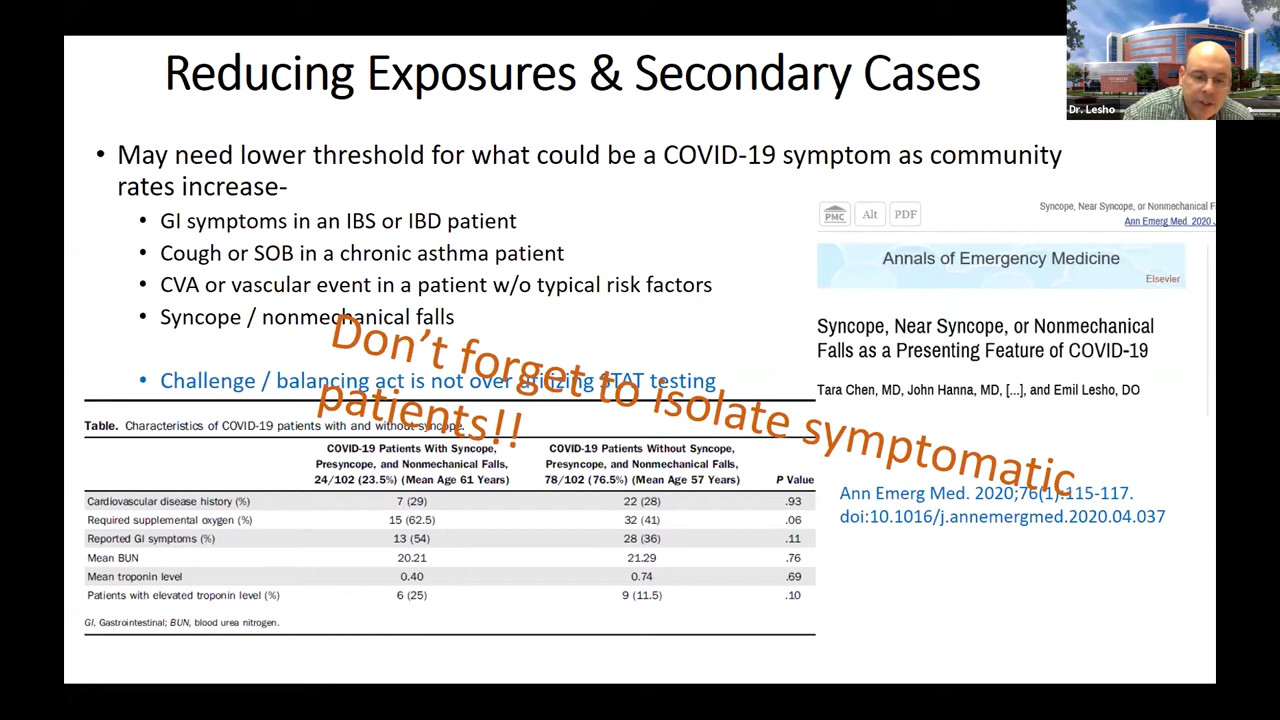 Reducing Exposures & Secondary Cases
Dr. Lesho
• May need lower threshold for what could be a COVID-19 symptom as community
rates increase-
• GI symptoms in an IBS or IBD patient
• Cough or SOB in a chronic asthma patient
• CVA or vascular event in a patient w/o typical risk factors
• Syncope / nonmechanical falls
• Challenge / balancing act is not over utilizing STAT testing
Don't forget to isolate symptomatic
patients!!
PMC Alt PDF
Syncope, Near Syncope, or Nonmechanical F
Ann Emerg Med. 2020
Annals of Emergency Medicine
Elsevier
Syncope, Near Syncope, or Nonmechanical
Falls as a Presenting Feature of COVID-19
Tara Chen, MD, John Hanna, MD, [...], and Emil Lesho, DO
Ann Emerg Med. 2020;76(1):115-117.
doi:10.1016/j.annemergmed.2020.04.037
Table. Characteristics of COVID-19 patients with and without syncope.
COVID-19 Patients With Syncope, COVID-19 Patients Without Syncope,
Presyncope, and Nonmechanical Falls, Presyncope, and Nonmechanical Falls,
24/102 (23.5%) (Mean Age 61 Years) 78/102 (76.5%) (Mean Age 57 Years) P Value
Cardiovascular disease history (%) 7 (29) 22 (28) .93
Required supplemental oxygen (%) 15 (62.5) 32 (41) .06
Reported GI symptoms (%) 13 (54) 28 (36) .11
Mean BUN 20.21 21.29 .76
Mean troponin level 0.40 0.74 .69
Patients with elevated troponin level (%) 6 (25) 9 (11.5) .10
GI, Gastrointestinal; BUN, blood urea nitrogen.